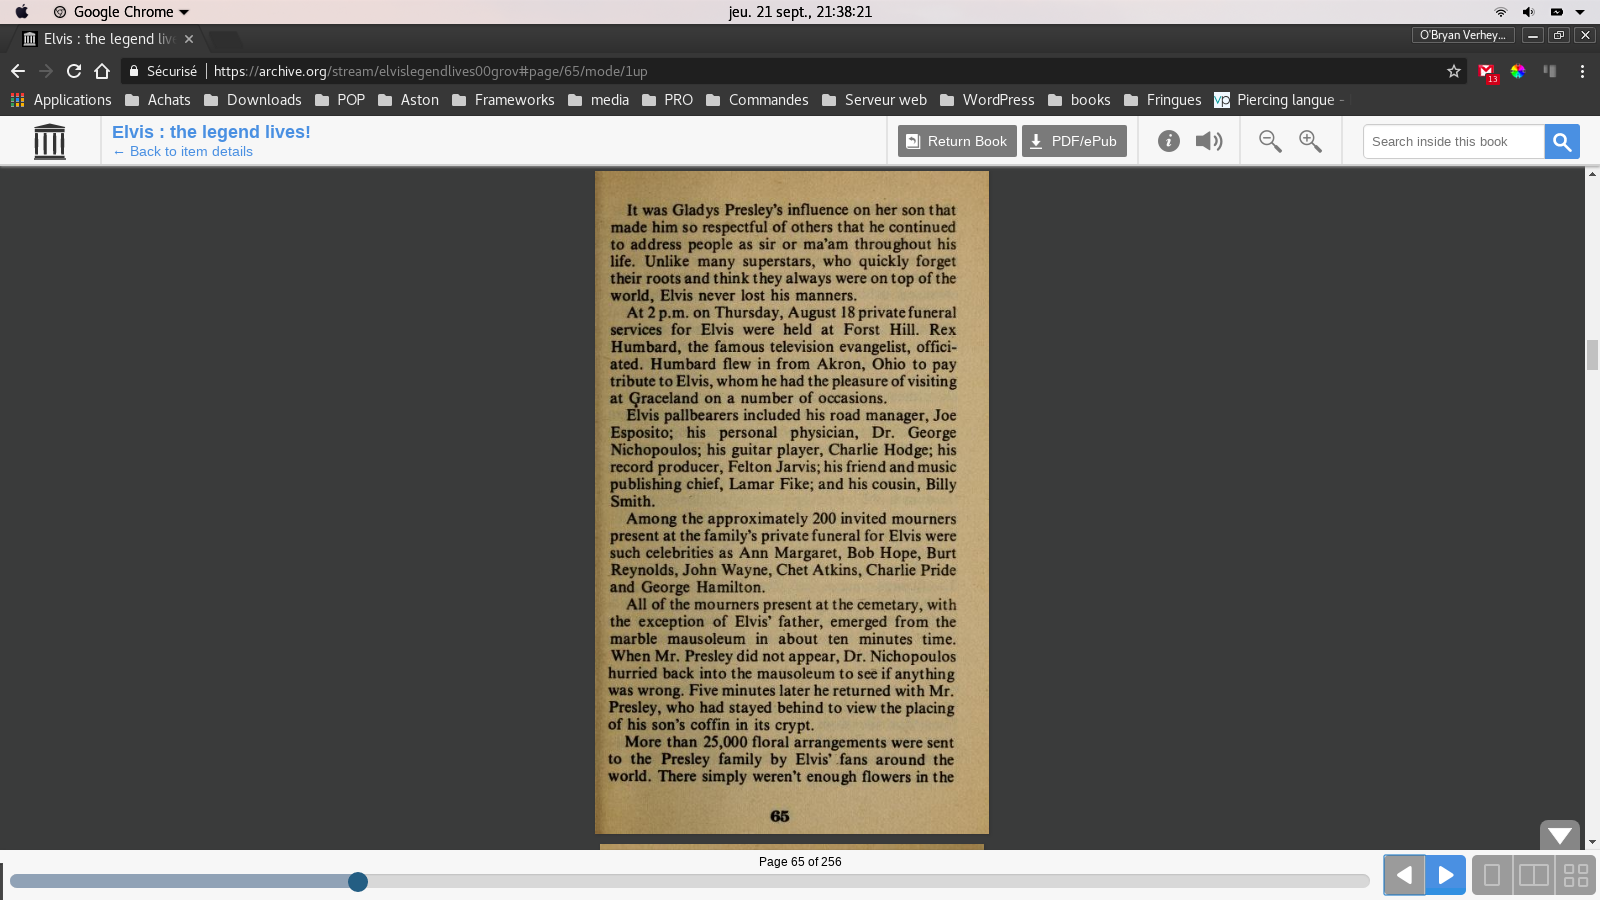 Google Chrome
jeu. 21 sept., 21:38:21
Elvis : the legend live
O'Bryan Verhey...
Sécurisé
https://archive.org/stream/elvislegendlives00grov#page/65/mode/1up
13
Applications Achats Downloads POP Aston Frameworks media PRO Commandes Serveur web WordPress books Fringues vp Piercing langue -
Elvis : the legend lives!
← Back to item details
Return Book
PDF/ePub
Search inside this book
It was Gladys Presley's influence on her son that
made him so respectful of others that he continued
to address people as sir or ma'am throughout his
life. Unlike many superstars, who quickly forget
their roots and think they always were on top of the
world, Elvis never lost his manners.
At 2 p.m. on Thursday, August 18 private funeral
services for Elvis were held at Forst Hill. Rex
Humbard, the famous television evangelist, offici-
ated. Humbard flew in from Akron, Ohio to pay
tribute to Elvis, whom he had the pleasure of visiting
at Graceland on a number of occasions.
Elvis pallbearers included his road manager, Joe
Esposito; his personal physician, Dr. George
Nichopoulos; his guitar player, Charlie Hodge; his
record producer, Felton Jarvis; his friend and music
publishing chief, Lamar Fike; and his cousin, Billy
Smith.
Among the approximately 200 invited mourners
present at the family's private funeral for Elvis were
such celebrities as Ann Margaret, Bob Hope, Burt
Reynolds, John Wayne, Chet Atkins, Charlie Pride
and George Hamilton.
All of the mourners present at the cemetary, with
the exception of Elvis' father, emerged from the
marble mausoleum in about ten minutes time.
When Mr. Presley did not appear, Dr. Nichopoulos
hurried back into the mausoleum to see if anything
was wrong. Five minutes later he returned with Mr.
Presley, who had stayed behind to view the placing
of his son's coffin in its crypt.
More than 25,000 floral arrangements were sent
to the Presley family by Elvis' fans around the
world. There simply weren't enough flowers in the
65
Page 65 of 256